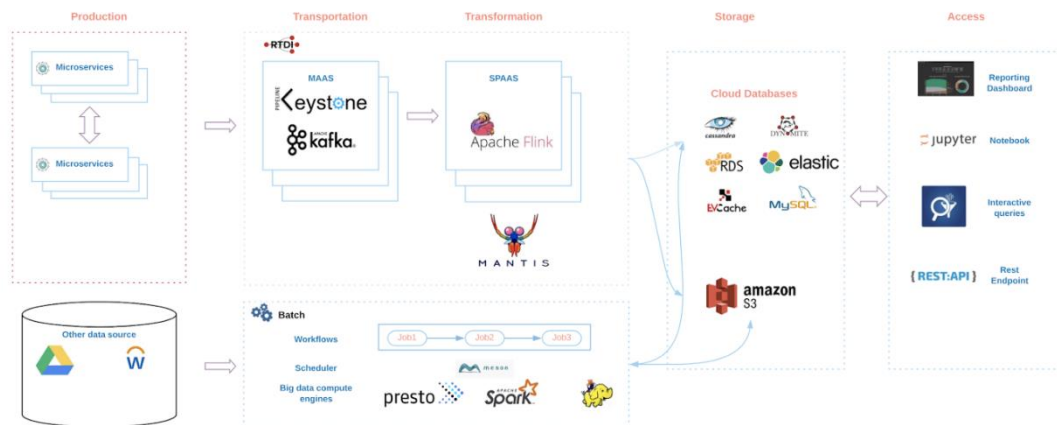 Production
Transportation
Transformation
Storage
Access
Microservices
Microservices
RTDI
MAAS
PIPELINE
Keystone
APACHE
kafka®
SPAAS
Apache Flink
MANTIS
Cloud Databases
cassandra
DYNOMITE
RDS
elastic
EVCache
MySQL
amazon
S3
Reporting
Dashboard
jupyter
Notebook
Interactive
queries
{ REST:API }
Rest
Endpoint
Other data source
W
Batch
Workflows
Job1
Job2
Job3
Scheduler
Big data compute
engines
presto
APACHE
Spark